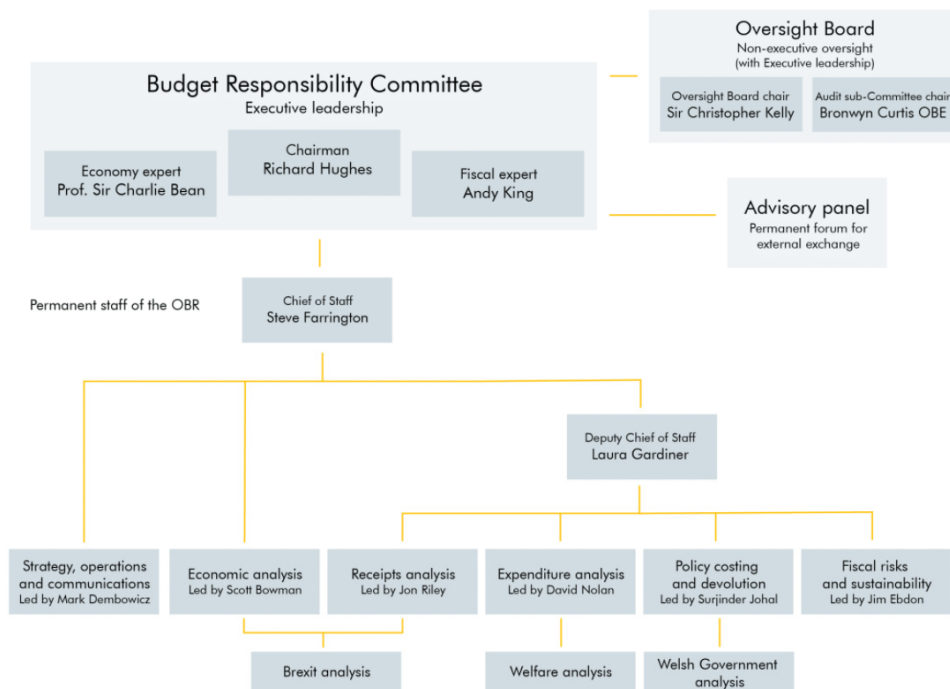 Oversight Board
Non-executive oversight
(with Executive leadership)
Oversight Board chair
Sir Christopher Kelly
Audit sub-Committee chair
Bronwyn Curtis OBE
Budget Responsibility Committee
Executive leadership
Economy expert
Prof. Sir Charlie Bean
Chairman
Richard Hughes
Fiscal expert
Andy King
Advisory panel
Permanent forum for
external exchange
Permanent staff of the OBR
Chief of Staff
Steve Farrington
Deputy Chief of Staff
Laura Gardiner
Strategy, operations
and communications
Led by Mark Dembowicz
Economic analysis
Led by Scott Bowman
Receipts analysis
Led by Jon Riley
Expenditure analysis
Led by David Nolan
Policy costing
and devolution
Led by Surjinder Johal
Fiscal risks
and sustainability
Led by Jim Ebdon
Brexit analysis
Welfare analysis
Welsh Government
analysis